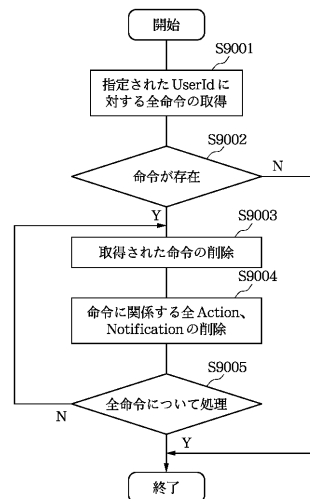 開始
S9001
指定されたUserIdに
対する全命令の取得
S9002
命令が存在
N
Y
S9003
取得された命令の削除
S9004
命令に関係する全Action、
Notificationの削除
S9005
全命令について処理
N
Y
終了